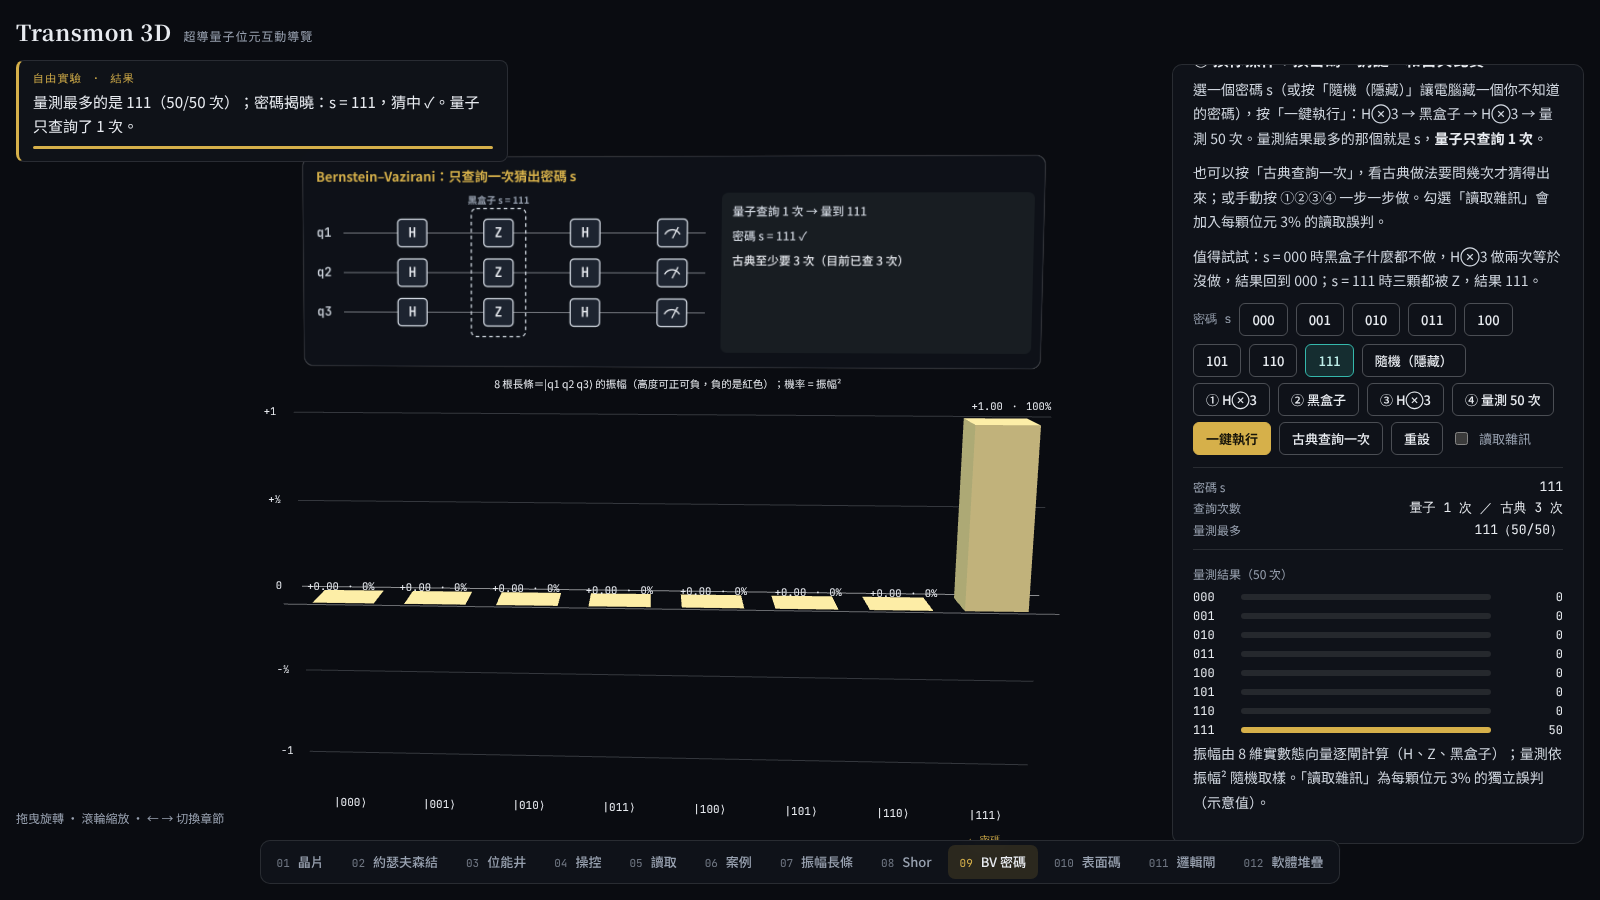 Transmon 3D 超導量子位元互動導覽
自由實驗 · 結果
量測最多的是 111（50/50 次）；密碼揭曉：s = 111，猜中 ✓。量子
只查詢了 1 次。
Bernstein–Vazirani：只查詢一次猜出密碼 s
黑盒子 s = 111
q1 H Z H
q2 H Z H
q3 H Z H
量子查詢 1 次 → 量到 111
密碼 s = 111 ✓
古典至少要 3 次（目前已查 3 次）
8 根長條＝|q1 q2 q3⟩ 的振幅（高度可正可負，負的是紅色）；機率 = 振幅²
+1.00 · 100%
+1
+½
0
+0.00 · 0% +0.00 · 0% +0.00 · 0% +0.00 · 0% +0.00 · 0% +0.00 · 0% +0.00 · 0%
-½
-1
|000⟩ |001⟩ |010⟩ |011⟩ |100⟩ |101⟩ |110⟩ |111⟩
拖曳旋轉 · 滾輪縮放 · ← → 切換章節
選一個密碼 s（或按「隨機（隱藏）」讓電腦藏一個你不知道
的密碼），按「一鍵執行」：H⊗3 → 黑盒子 → H⊗3 → 量
測 50 次。量測結果最多的那個就是 s，量子只查詢 1 次。
也可以按「古典查詢一次」，看古典做法要問幾次才猜得出
來；或手動按 ①②③④ 一步一步做。勾選「讀取雜訊」會
加入每顆位元 3% 的讀取誤判。
值得試試：s = 000 時黑盒子什麼都不做，H⊗3 做兩次等於
沒做，結果回到 000；s = 111 時三顆都被 Z，結果 111。
密碼 s 000 001 010 011 100
101 110 111 隨機（隱藏）
① H⊗3 ② 黑盒子 ③ H⊗3 ④ 量測 50 次
一鍵執行 古典查詢一次 重設 讀取雜訊
密碼 s 111
查詢次數 量子 1 次 ／ 古典 3 次
量測最多 111（50/50）
量測結果（50 次）
000 0
001 0
010 0
011 0
100 0
101 0
110 0
111 50
振幅由 8 維實數態向量逐閘計算（H、Z、黑盒子）；量測依
振幅² 隨機取樣。「讀取雜訊」為每顆位元 3% 的獨立誤判
（示意值）。
01 晶片 02 約瑟夫森結 03 位能井 04 操控 05 讀取 06 案例 07 振幅長條 08 Shor 09 BV 密碼 010 表面碼 011 邏輯閘 012 軟體堆疊